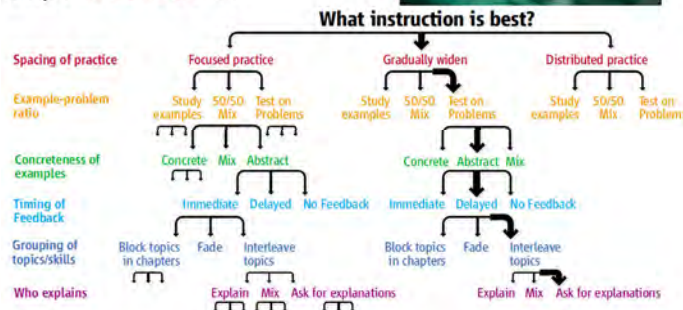 What instruction is best?
Spacing of practice Focused practice Gradually widen Distributed practice
Example-problem Study 50/50 Test on Study 50/50 Test on Study 50/50 Test on
ratio examples Mix Problems examples Mix Problems examples Mix Problem
Concreteness of Concrete Mix Abstract Concrete Abstract Mix
examples
Timing of Immediate Delayed No Feedback Immediate Delayed No Feedback
Feedback
Grouping of Block topics Fade Interleave Block topics Fade Interleave
topics/skills in chapters topics in chapters topics
Who explains Explain Mix Ask for explanations Explain Mix Ask for explanations